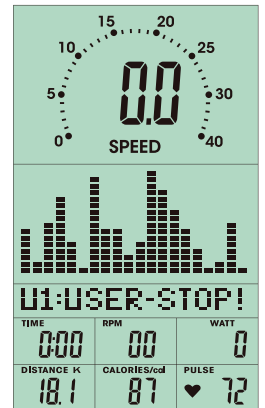 15 20
10 25
5 30
0 0.0 40
SPEED
U1:USER-STOP!
TIME RPM WATT
0:00 00 0
DISTANCE K CALORIES/cal PULSE
18.1 87 72